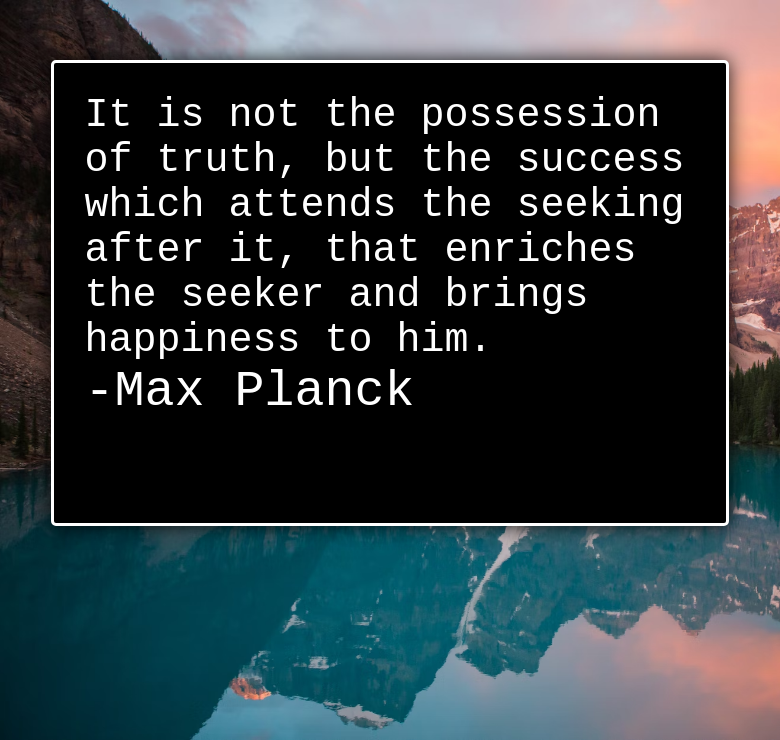 It is not the possession
of truth, but the success
which attends the seeking
after it, that enriches
the seeker and brings
happiness to him.
-Max Planck